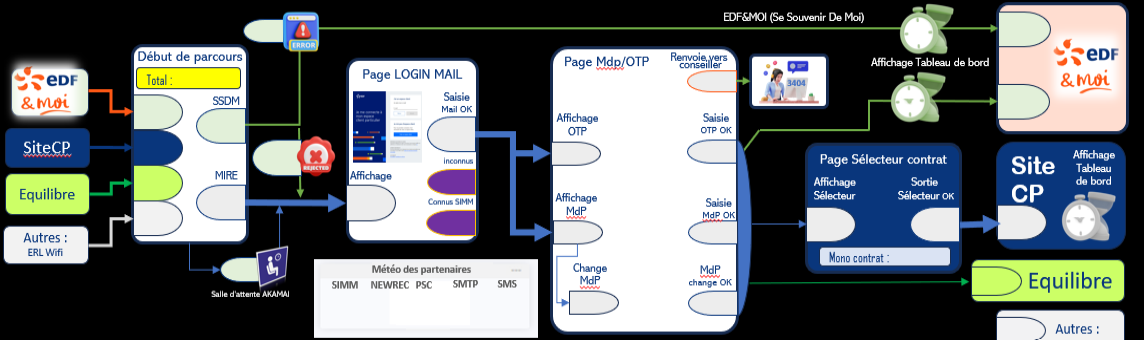 EDF&MOI (Se Souvenir De Moi)
ERROR
Début de parcours
Total :
SSDM
MIRE
edF
& moi
SiteCP
Equilibre
Autres :
ERL Wifi
REJECTED
Salle d'attente AKAMAI
Page LOGIN MAIL
Saisie
Mail OK
inconnus
Connus SIMM
Affichage
Météo des partenaires
SIMM NEWREC PSC SMTP SMS
Page Mdp/OTP
Renvoie vers
conseiller
3404
Affichage
OTP
Saisie
OTP OK
Affichage
MdP
Saisie
MdP OK
Change
MdP
MdP
change OK
Affichage Tableau de bord
edF
& moi
Page Sélecteur contrat
Affichage
Sélecteur
Sortie
Sélecteur OK
Mono contrat :
Site
CP
Affichage
Tableau
de bord
Equilibre
Autres :